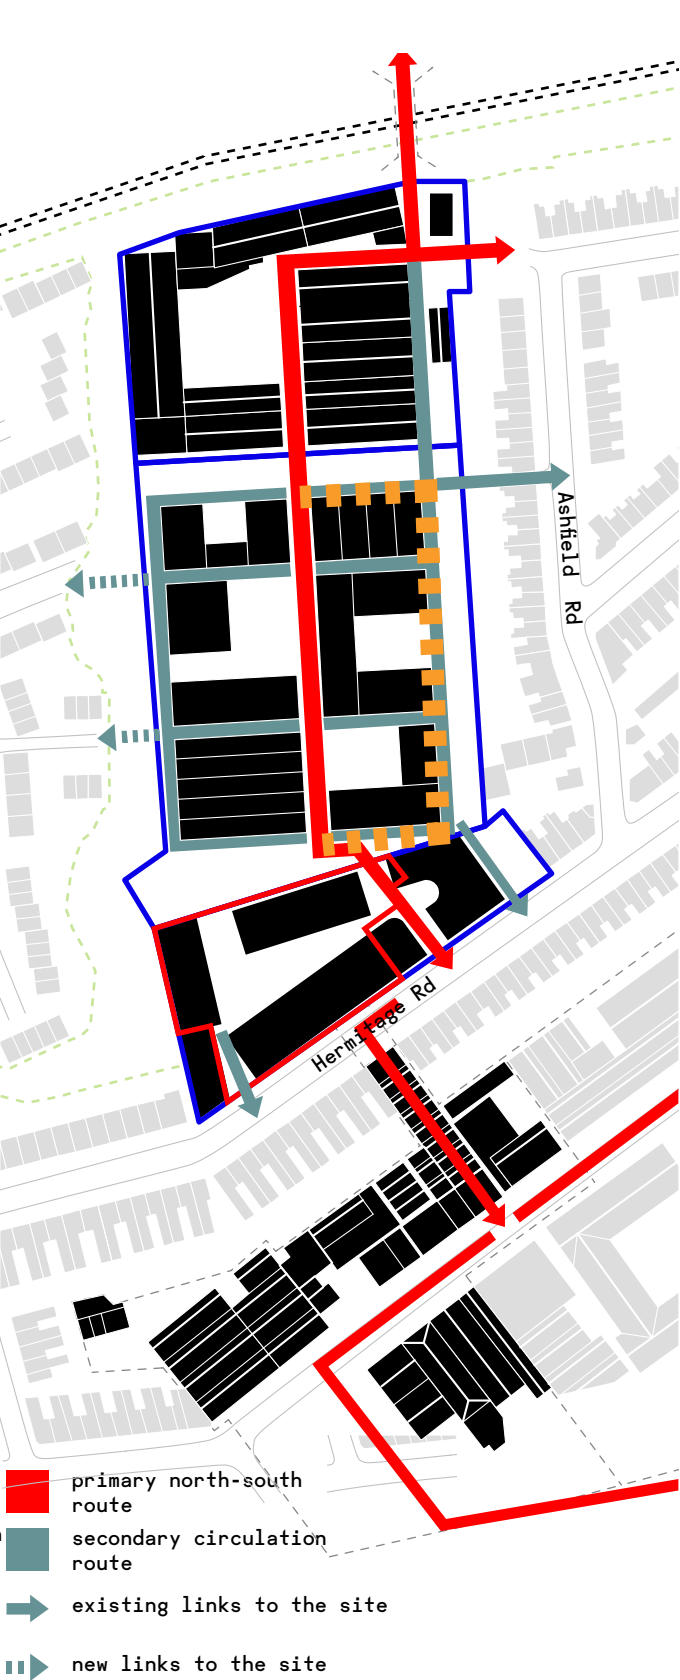 Ashfield Rd
Hermitage Rd
primary north-south
route
secondary circulation
route
existing links to the site
new links to the site